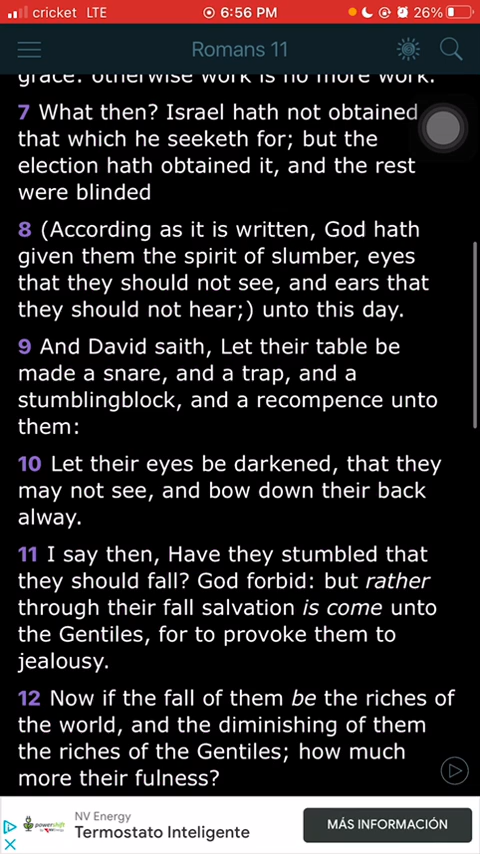 cricket LTE 6:56 PM 26%
Romans 11
grace: otherwise work is no more work.
7 What then? Israel hath not obtained
that which he seeketh for; but the
election hath obtained it, and the rest
were blinded
8 (According as it is written, God hath
given them the spirit of slumber, eyes
that they should not see, and ears that
they should not hear;) unto this day.
9 And David saith, Let their table be
made a snare, and a trap, and a
stumblingblock, and a recompence unto
them:
10 Let their eyes be darkened, that they
may not see, and bow down their back
alway.
11 I say then, Have they stumbled that
they should fall? God forbid: but rather
through their fall salvation is come unto
the Gentiles, for to provoke them to
jealousy.
12 Now if the fall of them be the riches of
the world, and the diminishing of them
the riches of the Gentiles; how much
more their fulness?
NV Energy
Termostato Inteligente
MÁS INFORMACIÓN
powershift